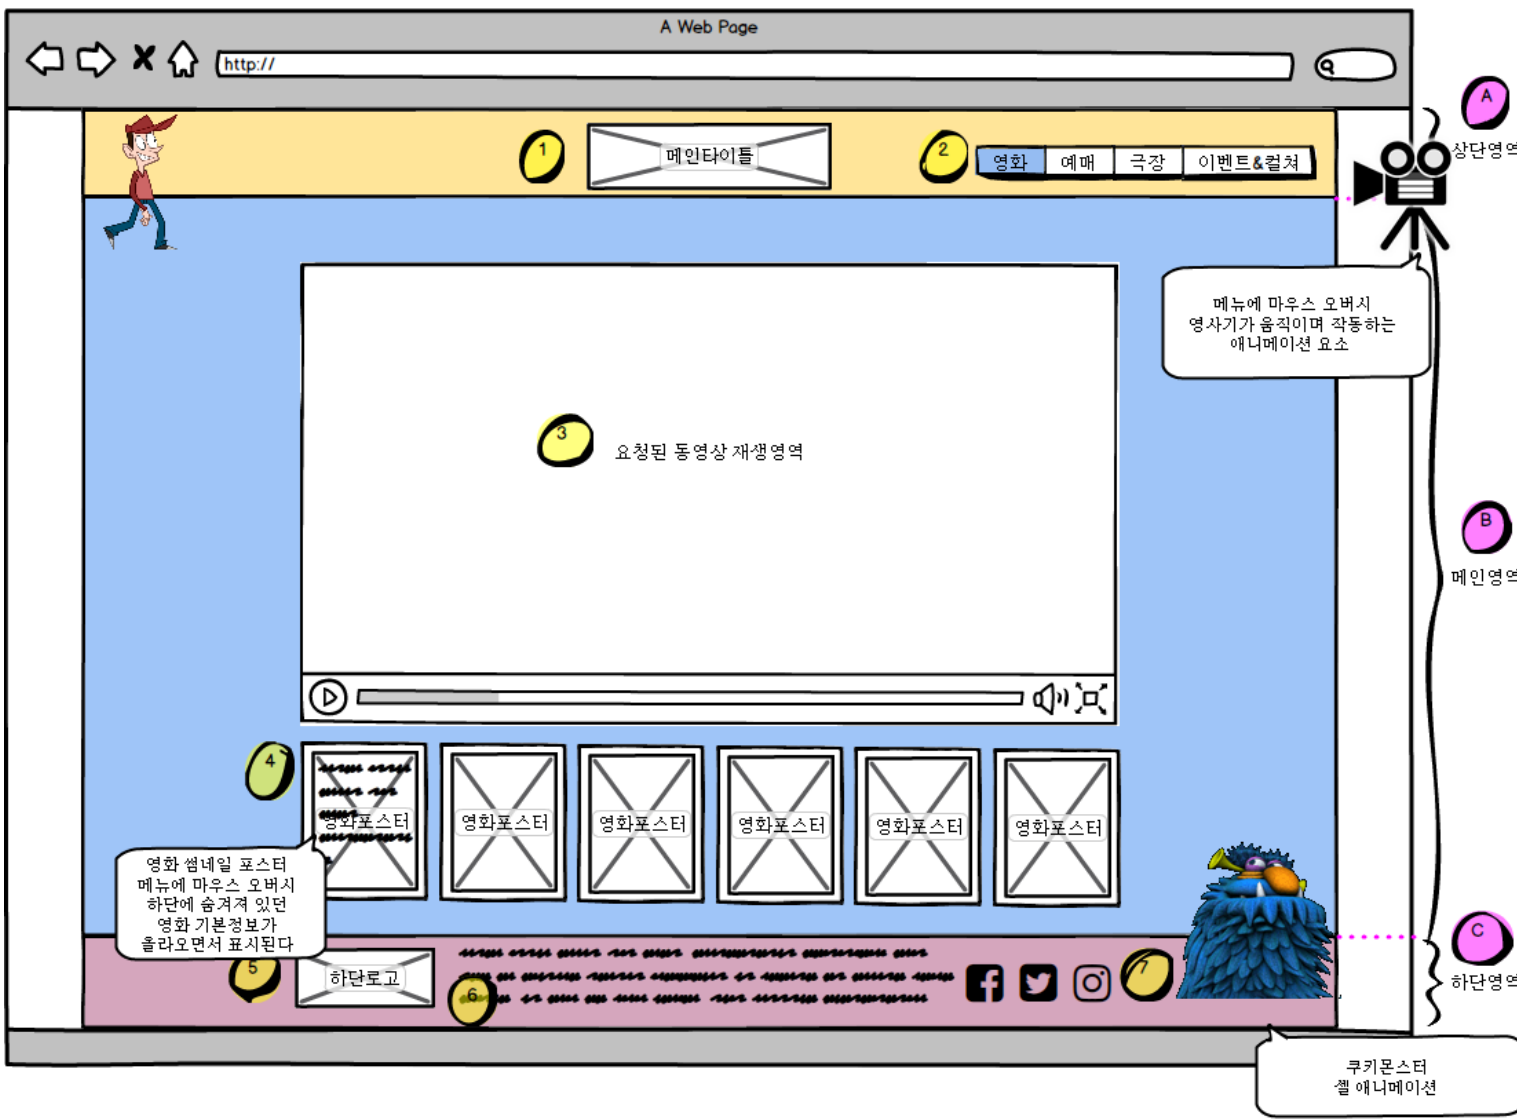 A Web Page
http://
A
상단영역
1
메인타이틀
2
영화 예매 극장 이벤트&컬쳐
메뉴에 마우스 오버시
영사기가 움직이며 작동하는
애니메이션 요소
3
요청된 동영상 재생영역
B
메인영역
4
영화포스터
영화포스터
영화포스터
영화포스터
영화포스터
영화포스터
영화 썸네일 포스터
메뉴에 마우스 오버시
하단에 숨겨져 있던
영화 기본정보가
올라오면서 표시된다
5
하단로고
6
7
C
하단영역
쿠키몬스터
셀 애니메이션